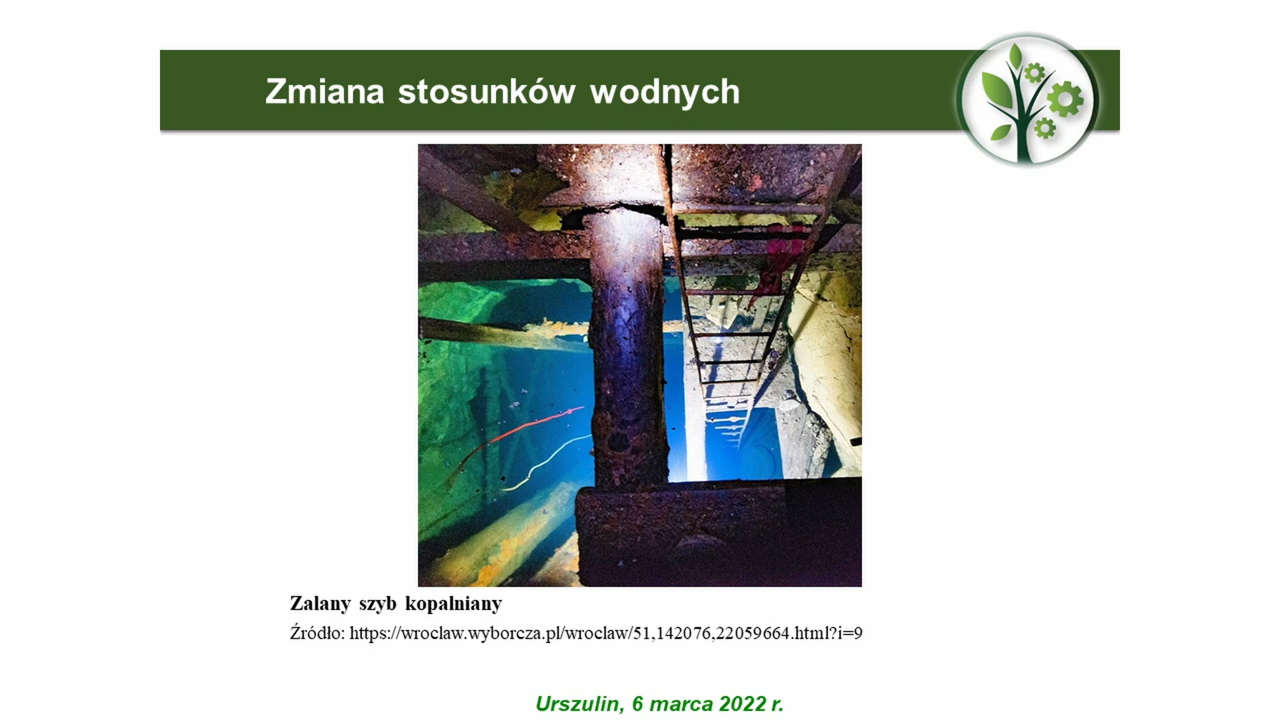 Zmiana stosunków wodnych
Zalany szyb kopalniany
Źródło: https://wroclaw.wyborcza.pl/wroclaw/51,142076,22059664.html?i=9
Urszulin, 6 marca 2022 r.